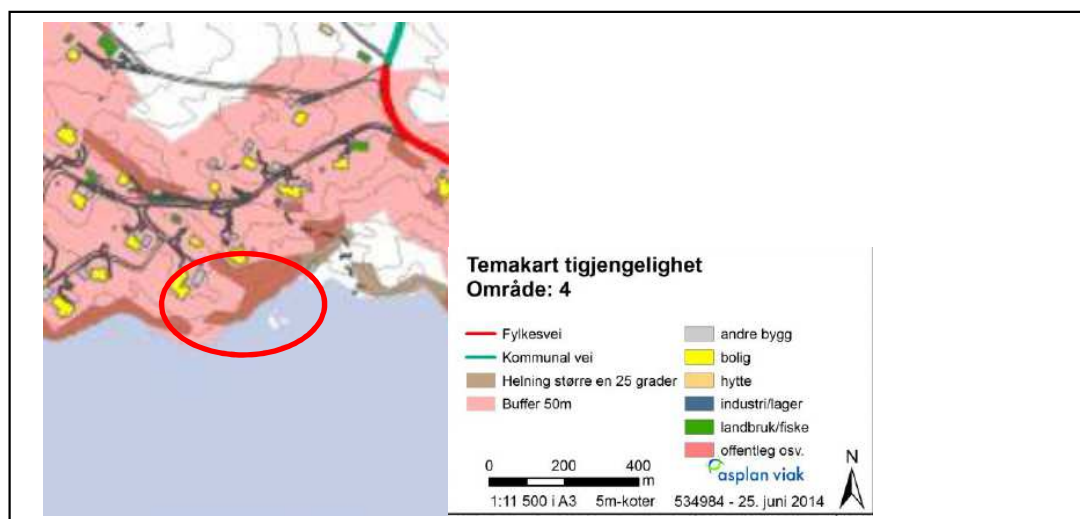 Temakart tigjengelighet
Område: 4
Fylkesvei
Kommunal vei
Helning større en 25 grader
Buffer 50m
andre bygg
bolig
hytte
industri/lager
landbruk/fiske
offentleg osv.
0 200 400
m
asplan viak
N
1:11 500 i A3 5m-koter 534984 - 25. juni 2014